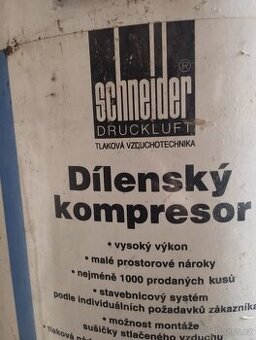 schneider®
DRUCKLUFT
TLAKOVÁ VZDUCHOTECHNIKA
Dílenský
kompresor
• vysoký výkon
• malé prostorové nároky
• nejméně 1000 prodaných kusů
• stavebnicový systém
podle individuálních požadavků zákazníka
• možnost montáže
sušičky stlačeného vzduchu